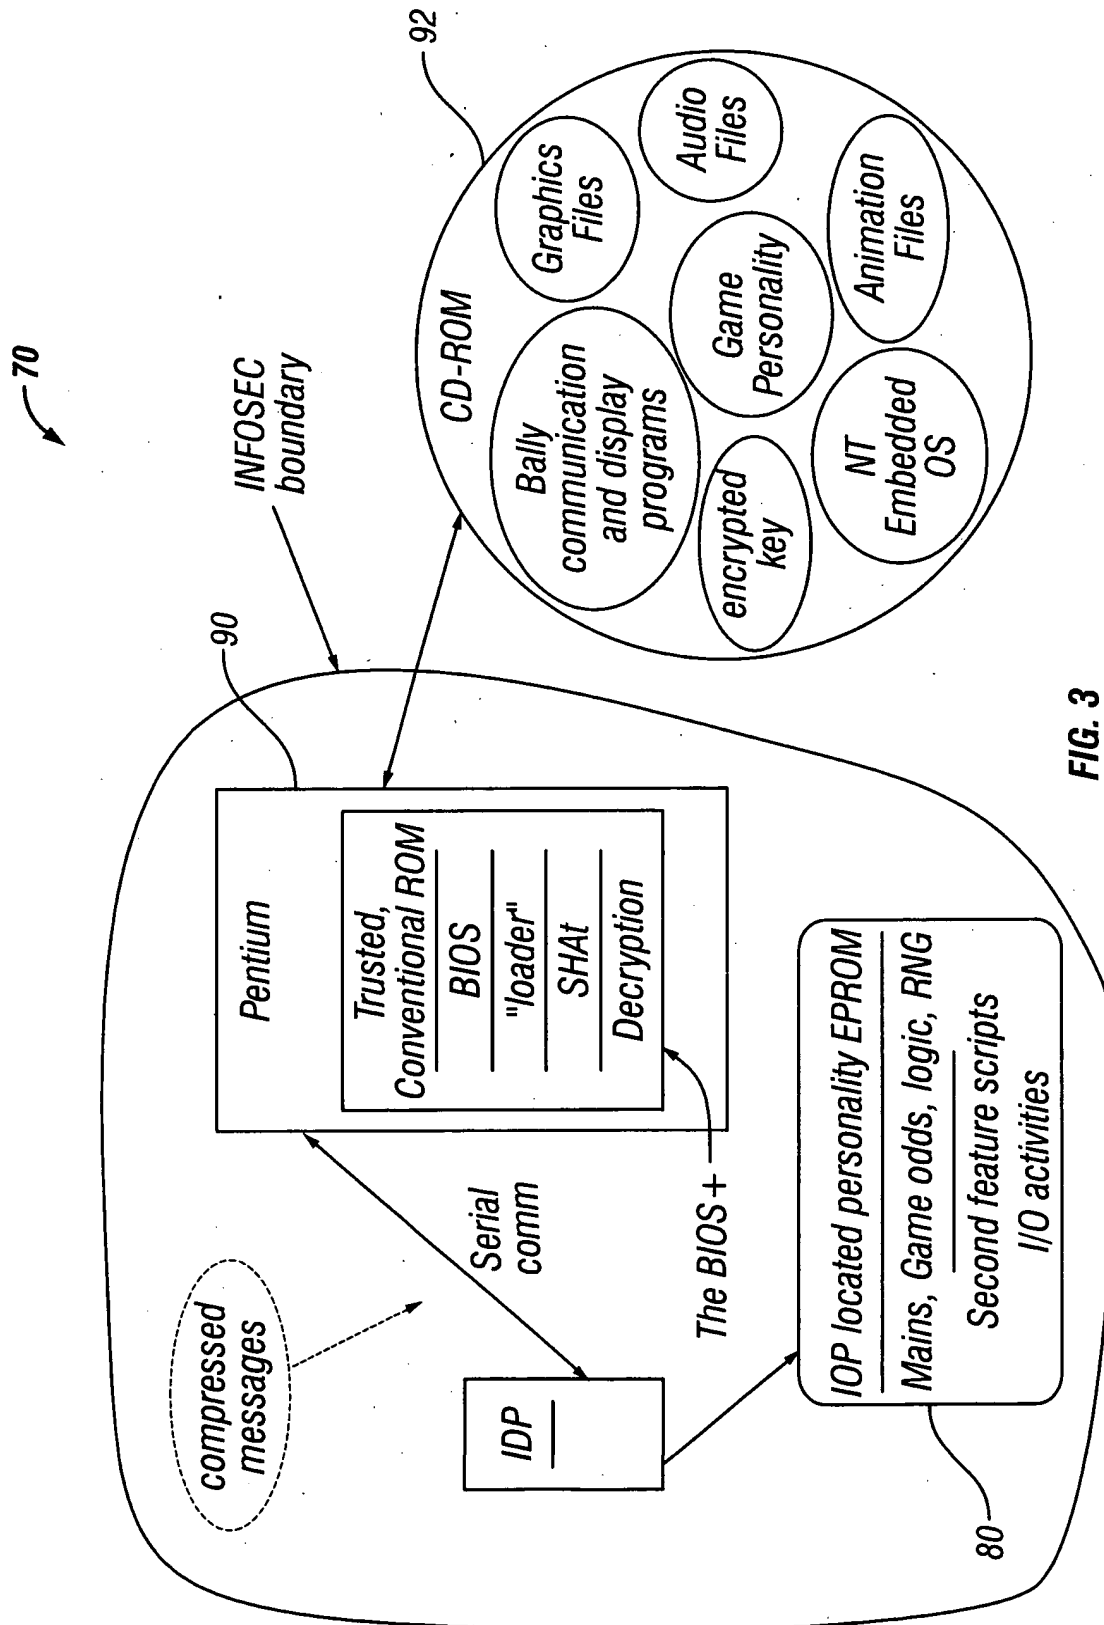 70
INFOSEC
boundary
compressed
messages
Serial
comm
IDP
90
Pentium
Trusted,
Conventional ROM
BIOS
"loader"
SHAt
Decryption
The BIOS+
IOP located personality EPROM
Mains, Game odds, logic, RNG
Second feature scripts
I/O activities
80
92
CD-ROM
Bally
communication
and display
programs
Graphics
Files
Audio
Files
Game
Personality
encrypted
key
NT
Embedded
OS
Animation
Files
FIG. 3